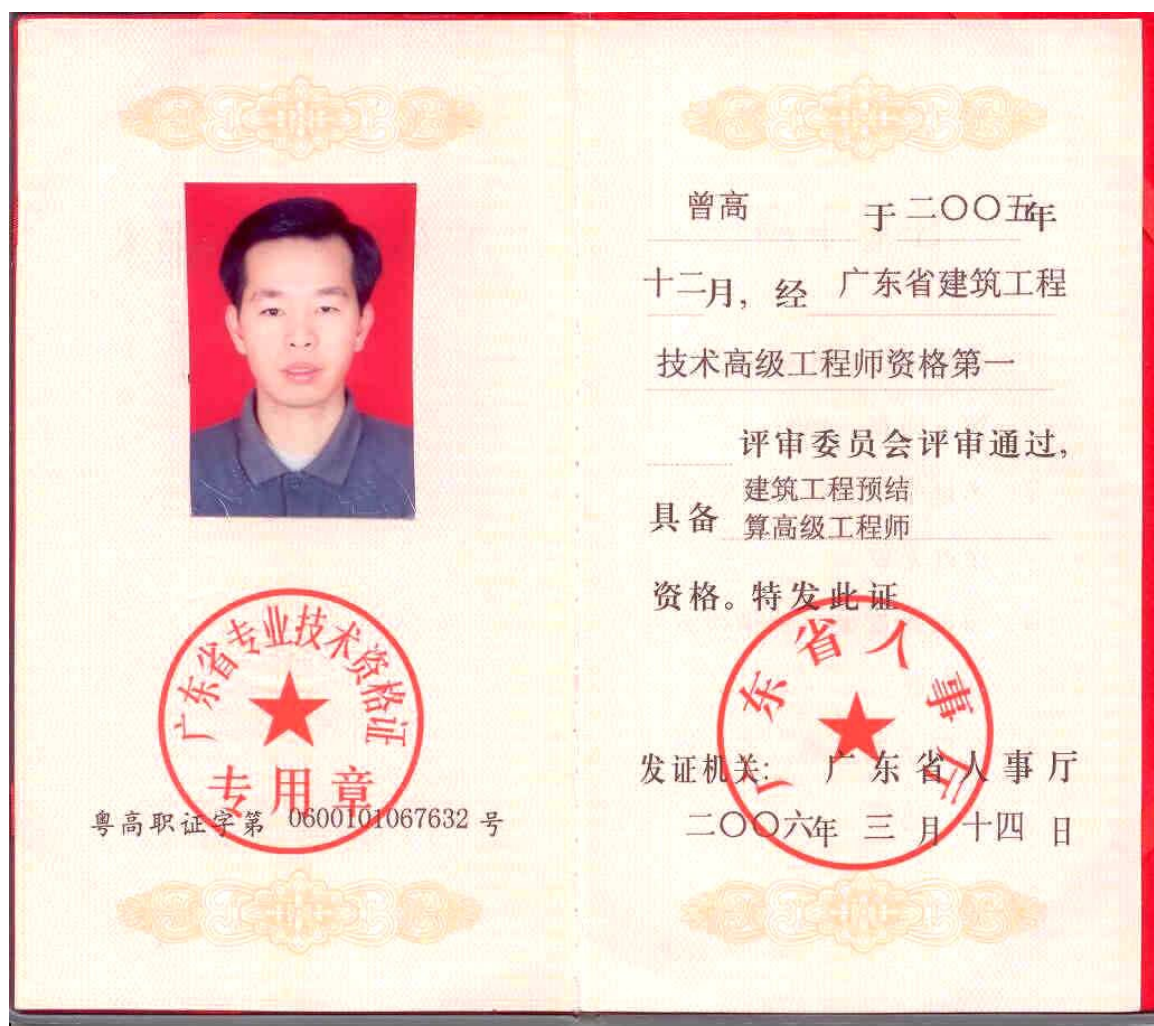 广东省专业技术资格证
专用章
粤高职证字第 0600101067632 号
曾高 于 二〇〇五年
十二月，经 广东省建筑工程
技术高级工程师资格第一
评审委员会评审通过，
具备 建筑工程预结
算高级工程师
资格。特发此证
广东省人事厅
发证机关：广东省人事厅
二〇〇六年 三 月 十四 日